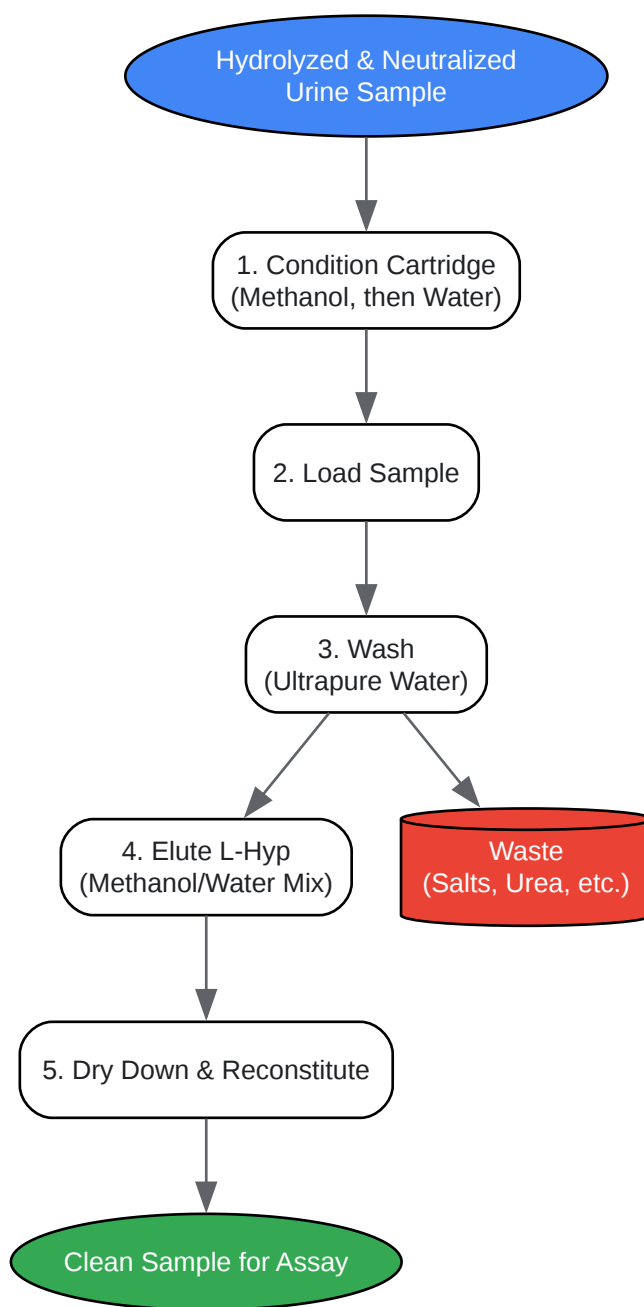 Hydrolyzed & Neutralized
Urine Sample
1. Condition Cartridge
(Methanol, then Water)
2. Load Sample
3. Wash
(Ultrapure Water)
4. Elute L-Hyp
(Methanol/Water Mix)
Waste
(Salts, Urea, etc.)
5. Dry Down & Reconstitute
Clean Sample for Assay